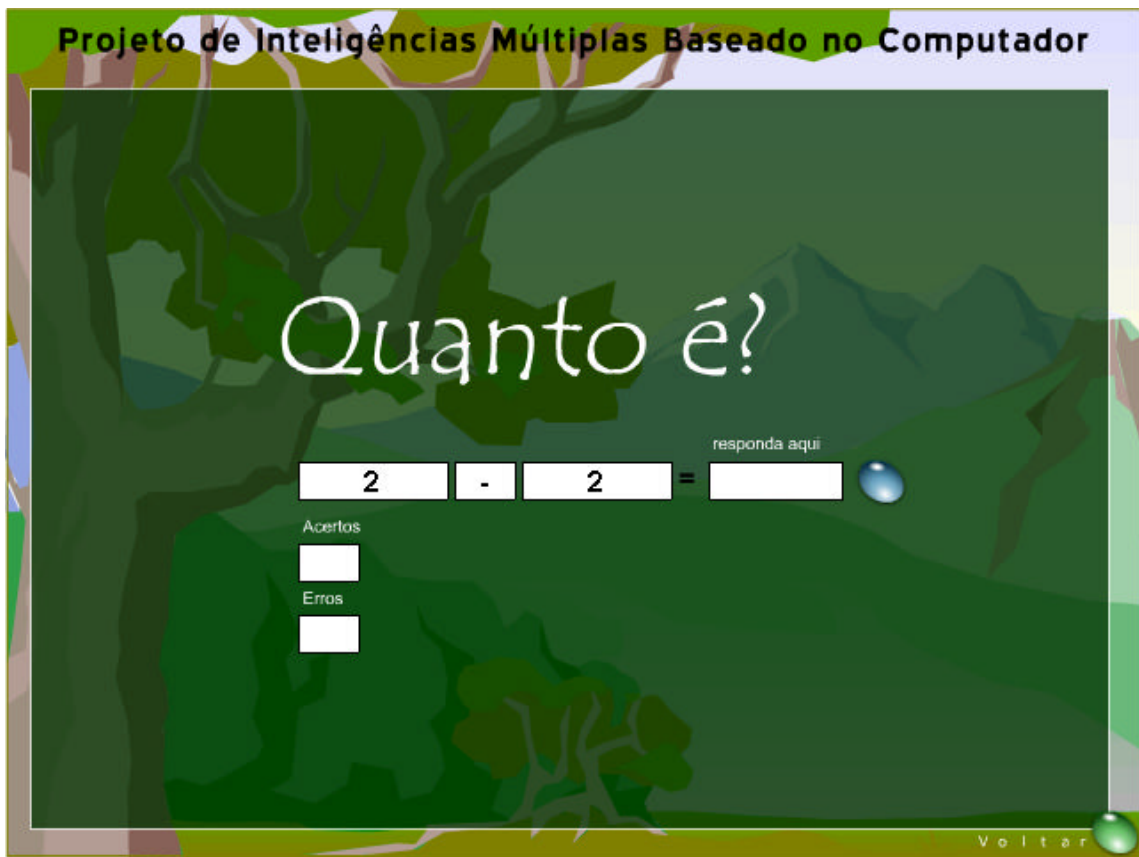 Projeto de Inteligências Múltiplas Baseado no Computador
Quanto é?
responda aqui
2 - 2 =
Acertos
Erros
Voltar